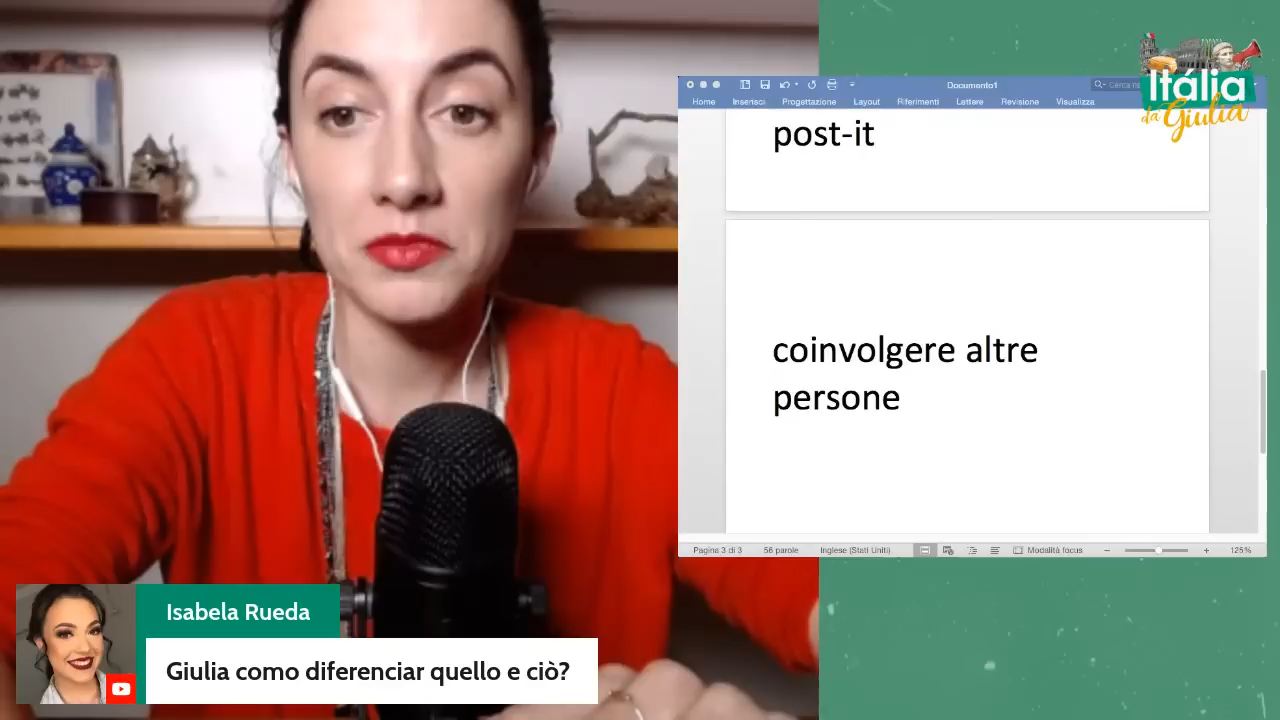 Itália
da Giulia
Documento1
Cerca
Home Inserisci Progettazione Layout Riferimenti Lettere Revisione Visualizza
post-it
coinvolgere altre
persone
Pagina 3 di 3 56 parole Inglese (Stati Uniti) Modalità focus 125%
Isabela Rueda
Giulia como diferenciar quello e ciò?